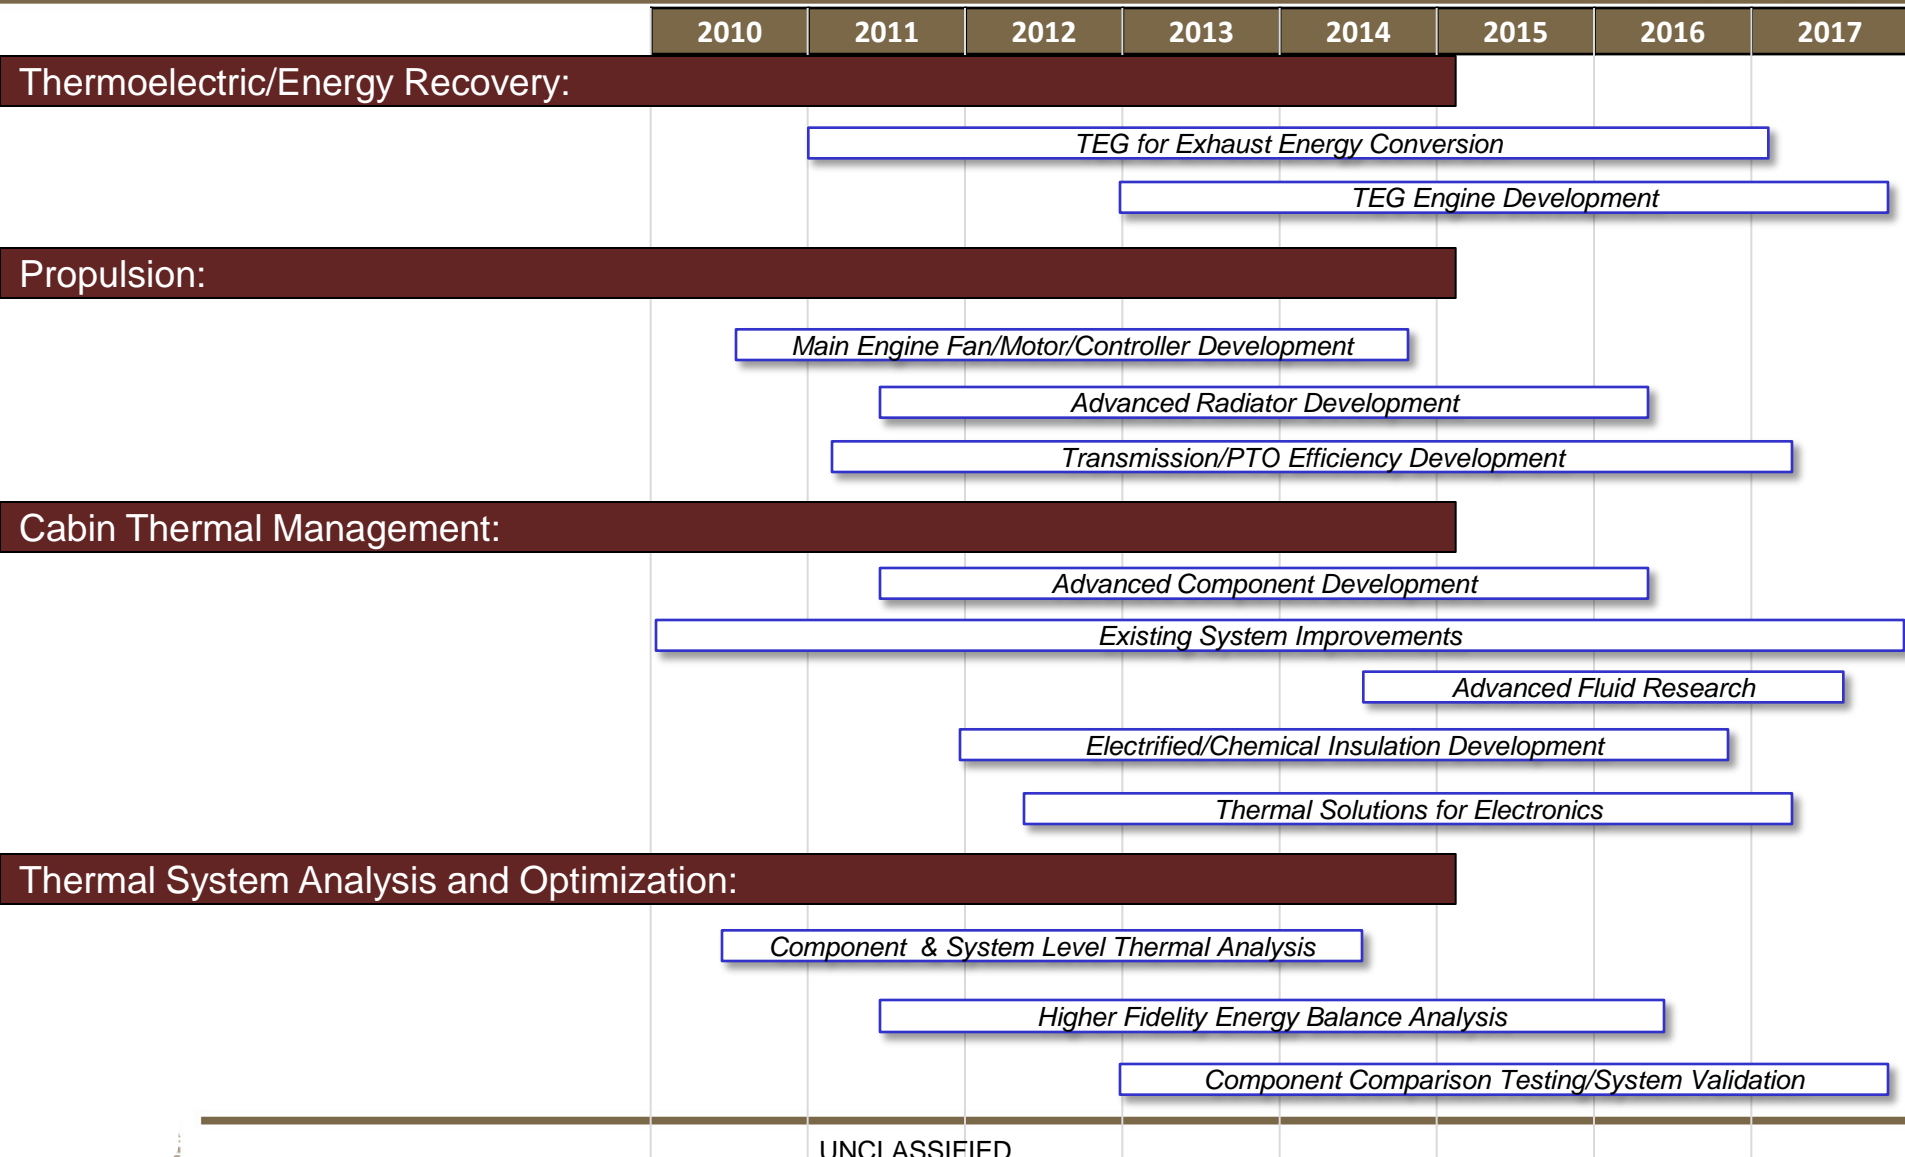 2010 2011 2012 2013 2014 2015 2016 2017
Thermoelectric/Energy Recovery:
TEG for Exhaust Energy Conversion
TEG Engine Development
Propulsion:
Main Engine Fan/Motor/Controller Development
Advanced Radiator Development
Transmission/PTO Efficiency Development
Cabin Thermal Management:
Advanced Component Development
Existing System Improvements
Advanced Fluid Research
Electrified/Chemical Insulation Development
Thermal Solutions for Electronics
Thermal System Analysis and Optimization:
Component & System Level Thermal Analysis
Higher Fidelity Energy Balance Analysis
Component Comparison Testing/System Validation
UNCLASSIFIED